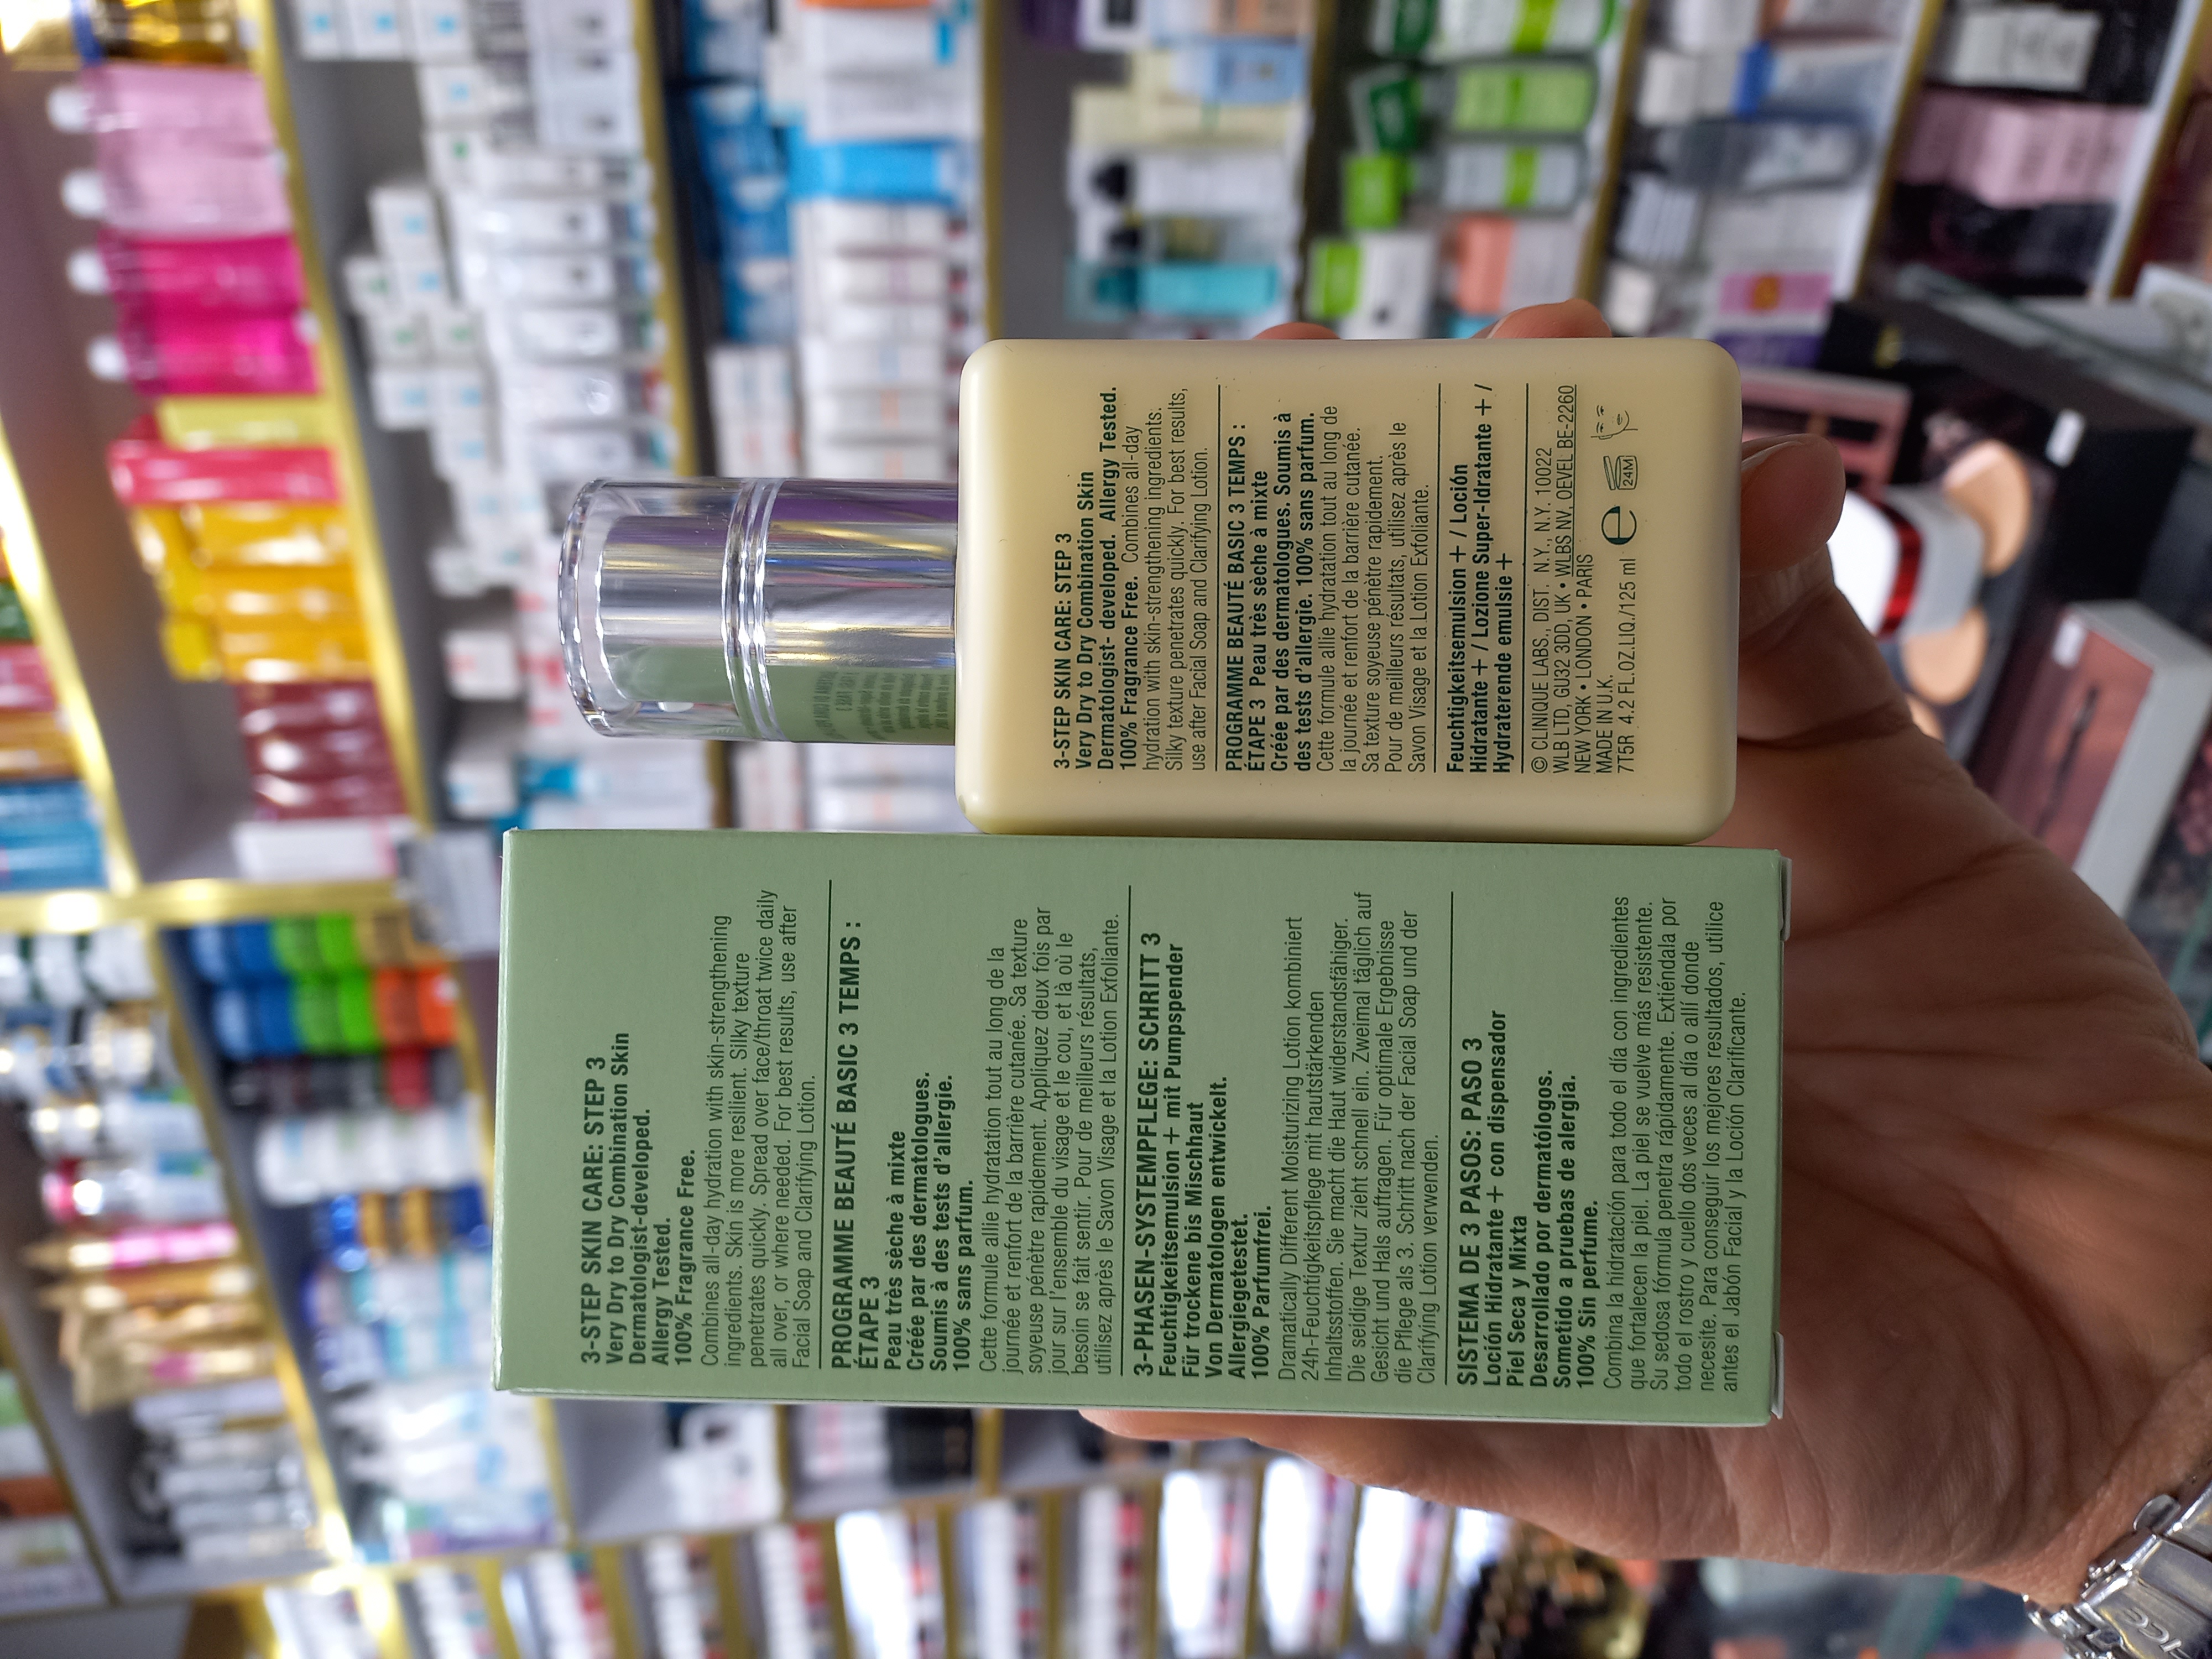 3-STEP SKIN CARE: STEP 3
Very Dry to Dry Combination Skin
Dermatologist-developed.
Allergy Tested.
100% Fragrance Free.
Combines all-day hydration with skin-strengthening
ingredients. Skin is more resilient. Silky texture
penetrates quickly. Spread over face/throat twice daily
all over, or where needed. For best results, use after
Facial Soap and Clarifying Lotion.
PROGRAMME BEAUTÉ BASIC 3 TEMPS :
ÉTAPE 3
Peau très sèche à mixte
Créée par des dermatologues.
Soumis à des tests d'allergie.
100% sans parfum.
Cette formule allie hydratation tout au long de la
journée et renfort de la barrière cutanée. Sa texture
soyeuse pénètre rapidement. Appliquez deux fois par
jour sur l'ensemble du visage et le cou, et là où le
besoin se fait sentir. Pour de meilleurs résultats,
utilisez après le Savon Visage et la Lotion Exfoliante.
3-PHASEN-SYSTEMPFLEGE: SCHRITT 3
Feuchtigkeitsemulsion + mit Pumpspender
Für trockene bis Mischhaut
Von Dermatologen entwickelt.
Allergiegetestet.
100% Parfumfrei.
Dramatically Different Moisturizing Lotion kombiniert
24h-Feuchtigkeitspflege mit hautstärkenden
Inhaltsstoffen. Sie macht die Haut widerstandsfähiger.
Die seidige Textur zieht schnell ein. Zweimal täglich auf
Gesicht und Hals auftragen. Für optimale Ergebnisse
die Pflege als 3. Schritt nach der Facial Soap und der
Clarifying Lotion verwenden.
SISTEMA DE 3 PASOS: PASO 3
Loción Hidratante + con dispensador
Piel Seca y Mixta
Desarrollado por dermatólogos.
Sometido a pruebas de alergia.
100% Sin perfume.
Combina la hidratación para todo el día con ingredientes
que fortalecen la piel. La piel se vuelve más resistente.
Su sedosa fórmula penetra rápidamente. Extiéndala por
todo el rostro y cuello dos veces al día o allí donde
necesite. Para conseguir los mejores resultados, utilice
antes el Jabón Facial y la Loción Clarificante.
3-STEP SKIN CARE: STEP 3
Very Dry to Dry Combination Skin
Dermatologist- developed. Allergy Tested.
100% Fragrance Free. Combines all-day
hydration with skin-strengthening ingredients.
Silky texture penetrates quickly. For best results,
use after Facial Soap and Clarifying Lotion.
PROGRAMME BEAUTÉ BASIC 3 TEMPS :
ÉTAPE 3 Peau très sèche à mixte
Créée par des dermatologues. Soumis à
des tests d'allergie. 100% sans parfum.
Cette formule allie hydratation tout au long de
la journée et renfort de la barrière cutanée.
Sa texture soyeuse pénètre rapidement.
Pour de meilleurs résultats, utilisez après le
Savon Visage et la Lotion Exfoliante.
Feuchtigkeitsemulsion + / Loción
Hidratante + / Lozione Super-Idratante + /
Hydraterende emulsie +
© CLINIQUE LABS., DIST. N.Y., N.Y. 10022
WLB LTD, GU32 3DD, UK • WLBS NV, OEVEL BE-2260
NEW YORK • LONDON • PARIS
MADE IN U.K.
7T5R 4.2 FL.OZ.LIQ./125 ml e 24M